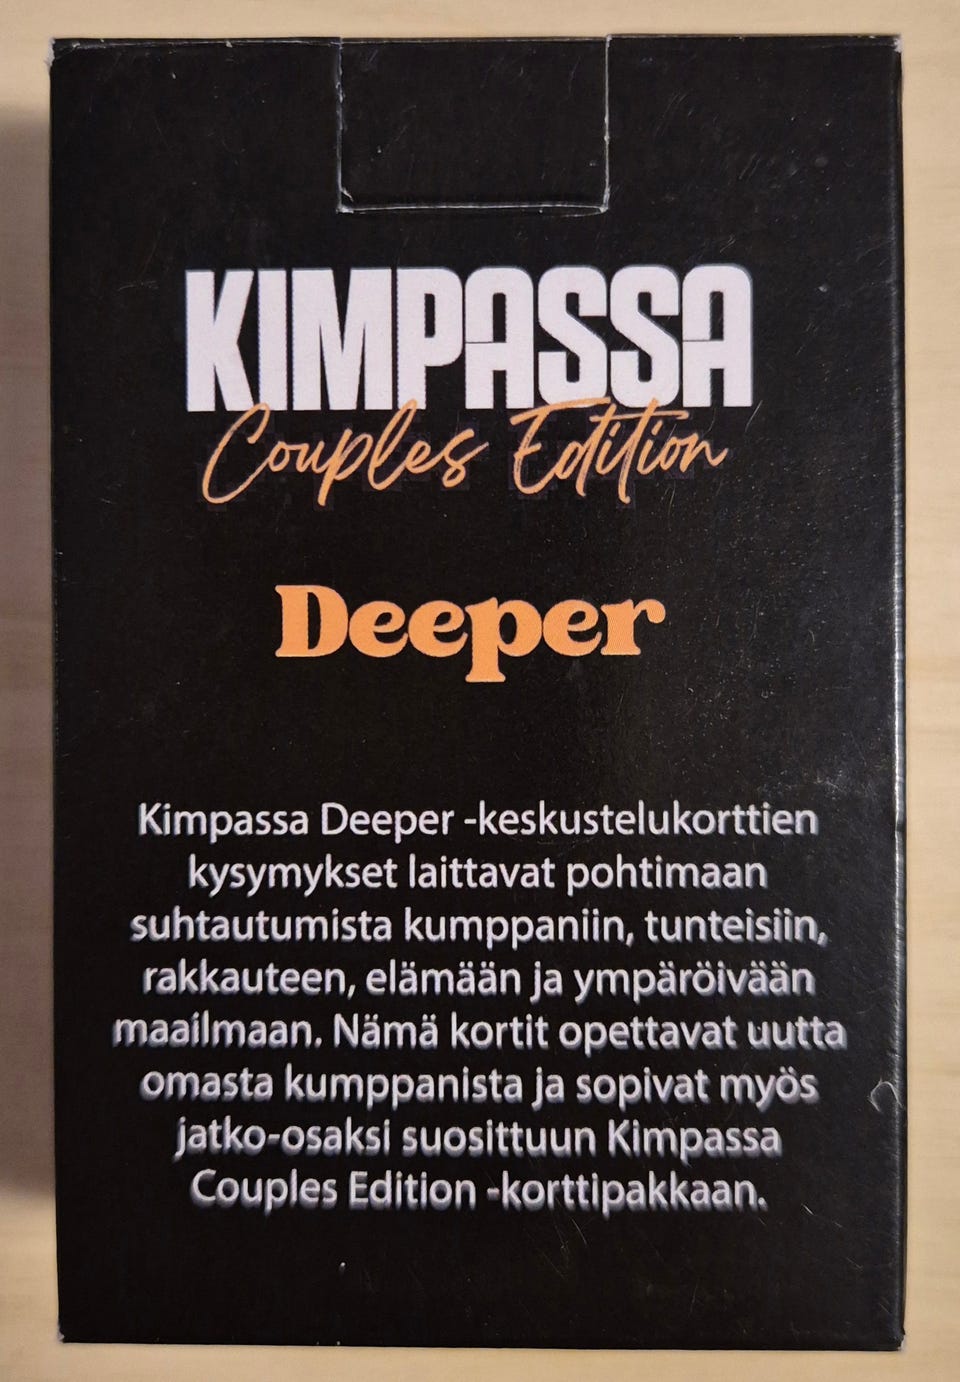 KIMPASSA
Couples Edition
Deeper
Kimpassa Deeper -keskustelukorttien
kysymykset laittavat pohtimaan
suhtautumista kumppaniin, tunteisiin,
rakkauteen, elämään ja ympäröivään
maailmaan. Nämä kortit opettavat uutta
omasta kumppanista ja sopivat myös
jatko-osaksi suosittuun Kimpassa
Couples Edition -korttipakkaan.